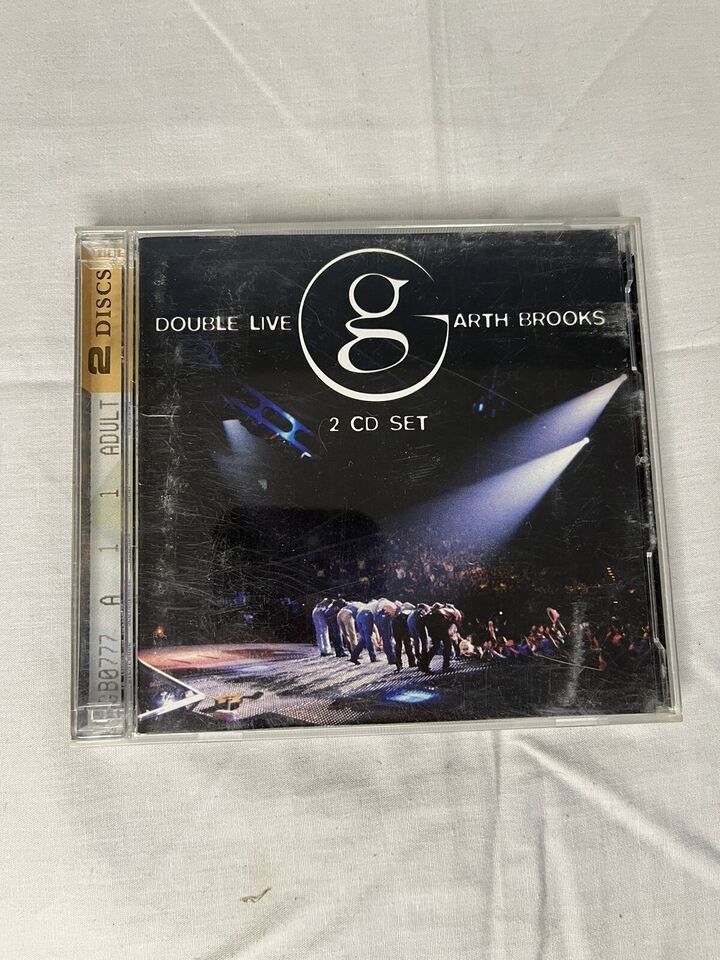 DOUBLE LIVE g ARTH BROOKS
2 CD SET
2 DISCS
B0777 A 1 1 ADULT